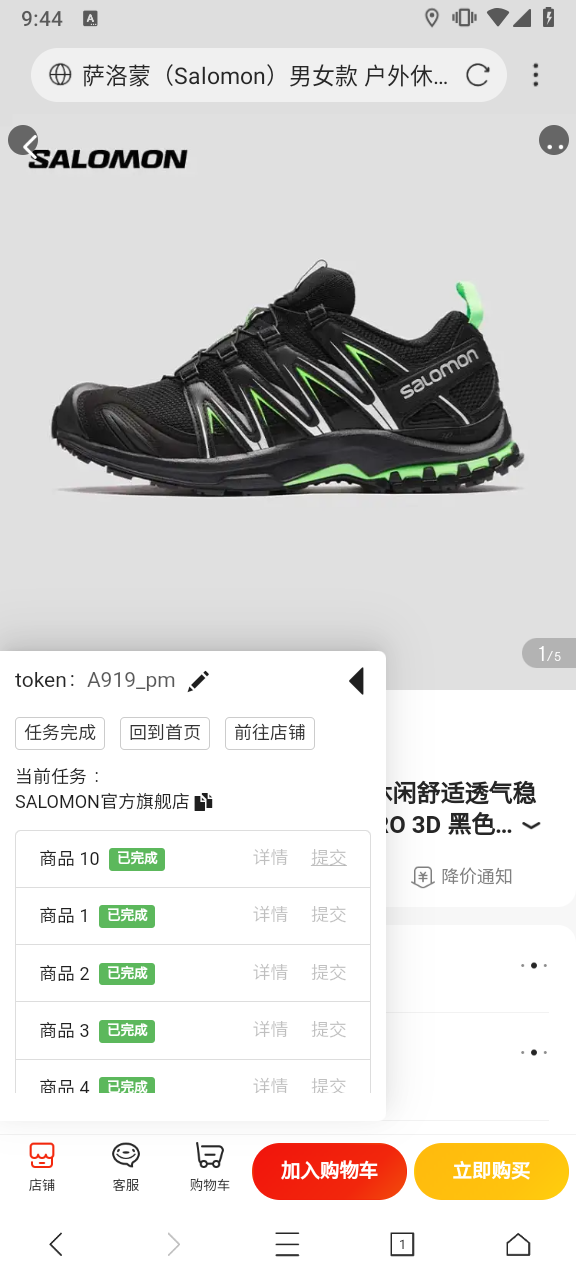 9:44
A
萨洛蒙（Salomon）男女款 户外休...
SALOMON
salomon
1/5
token： A919_pm
任务完成 回到首页 前往店铺
当前任务：
SALOMON官方旗舰店
休闲舒适透气稳
RO 3D 黑色...
商品 10 已完成 详情 提交
降价通知
商品 1 已完成 详情 提交
商品 2 已完成 详情 提交
商品 3 已完成 详情 提交
商品 4 已完成 详情 提交
店铺 客服 购物车 加入购物车 立即购买
1